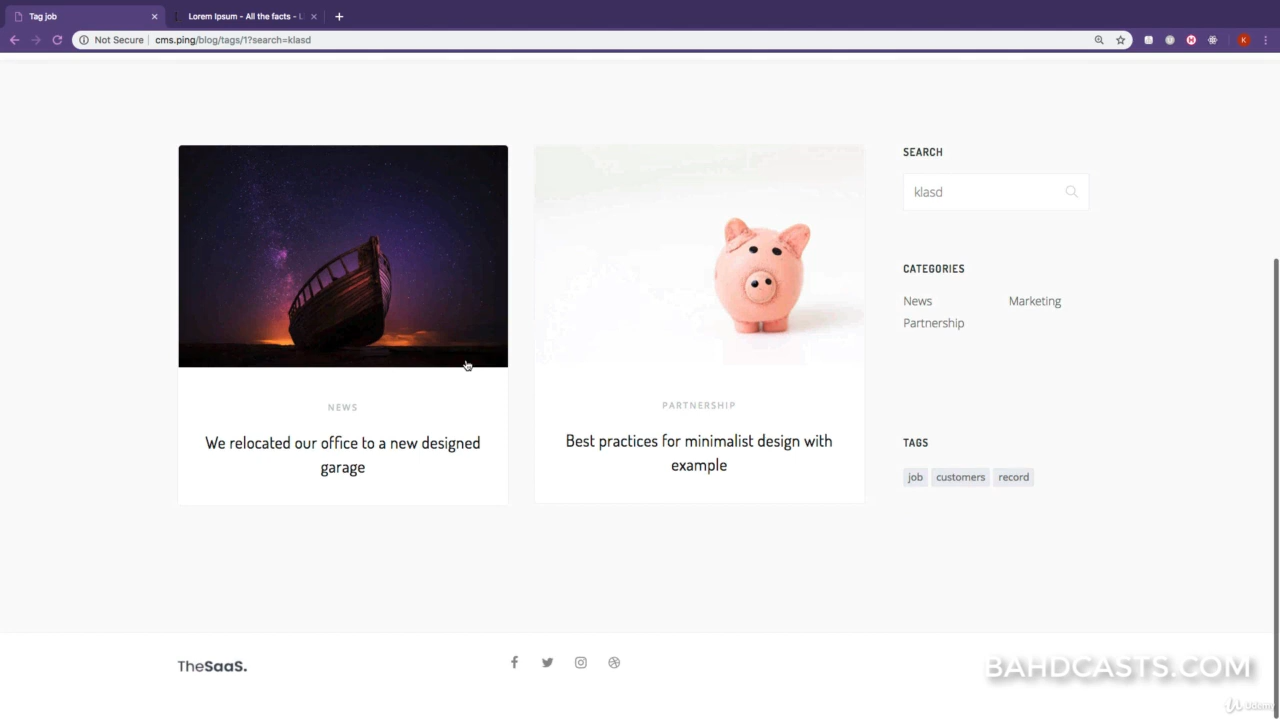 Tag job
Lorem Ipsum - All the facts - L
Not Secure
cms.ping/blog/tags/1?search=klasd
K
SEARCH
klasd
CATEGORIES
News
Marketing
Partnership
NEWS
We relocated our office to a new designed
garage
PARTNERSHIP
Best practices for minimalist design with
example
TAGS
job
customers
record
TheSaaS.
BAHDCASTS.COM
Udemy